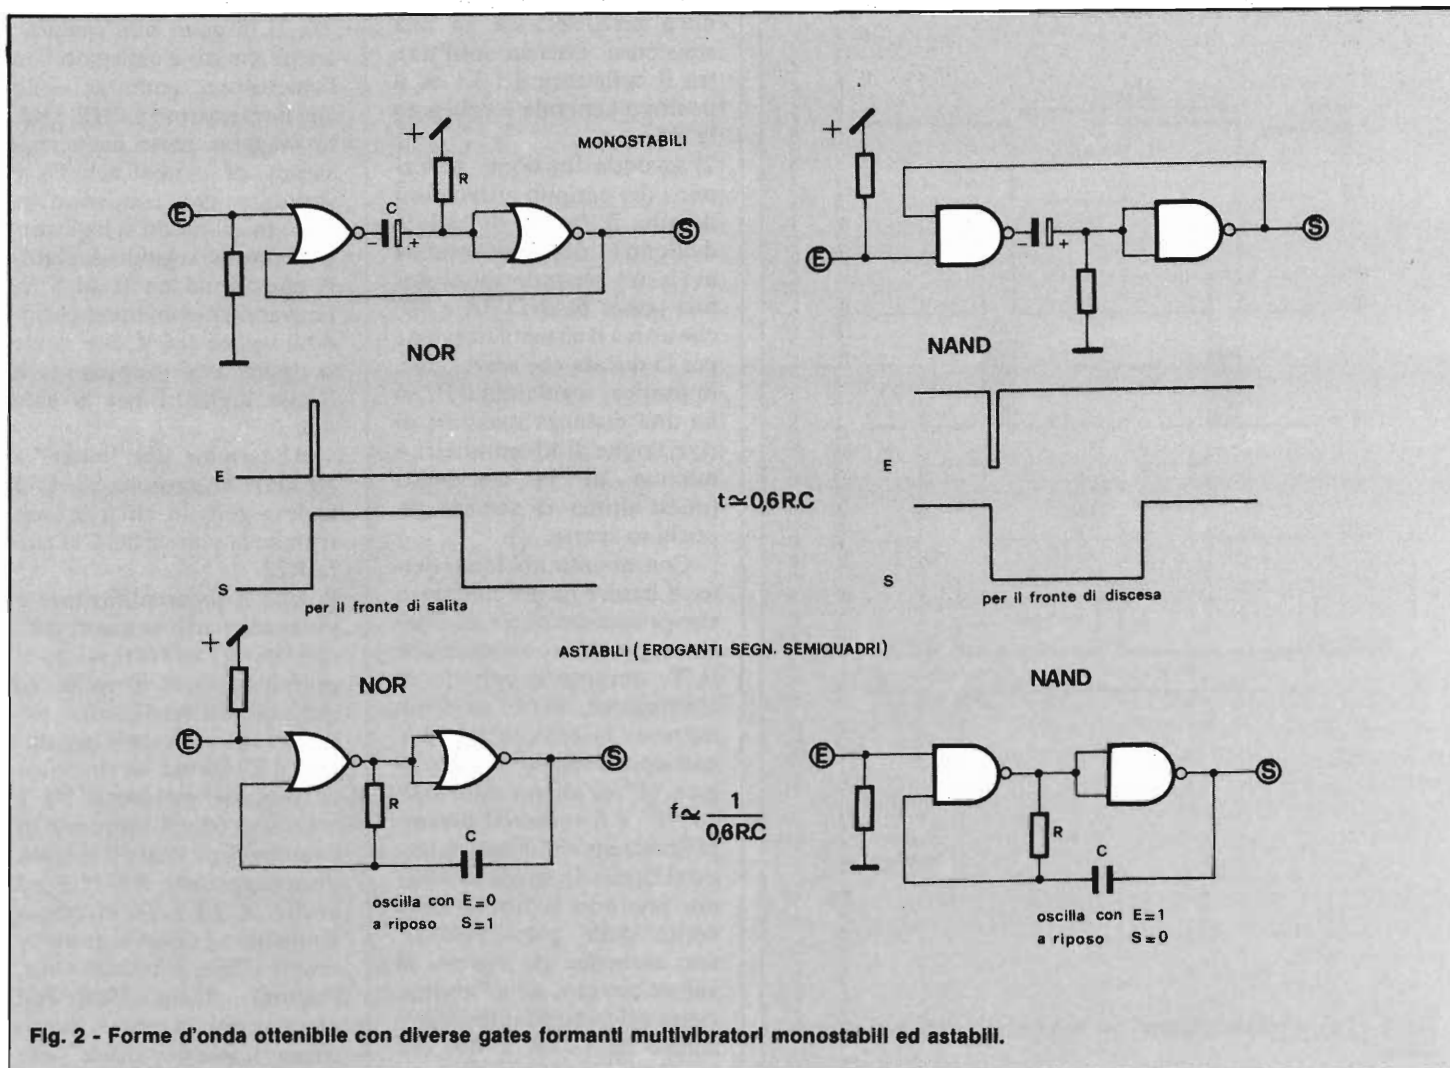 MONOSTABILI
+
R
E
C
-
+
S
NOR
+
E
-
+
S
NAND
E
S
per il fronte di salita
t≃0,6R.C
E
S
per il fronte di discesa
ASTABILI (EROGANTI SEGN. SEMIQUADRI)
+
NOR
E
S
R
C
oscilla con E=0
a riposo S=1
f≃ 1
0,6R.C
NAND
E
S
R
C
oscilla con E=1
a riposo S=0
Fig. 2 - Forme d'onda ottenibile con diverse gates formanti multivibratori monostabili ed astabili.